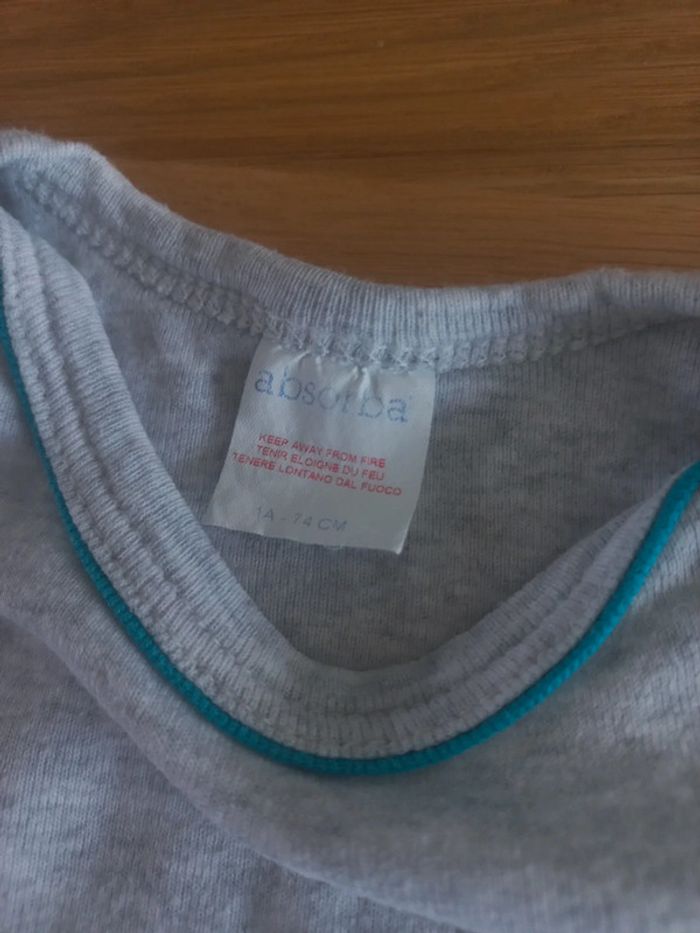 absorba
KEEP AWAY FROM FIRE
TENIR ELOIGNE DU FEU
TENERE LONTANO DAL FUOCO
1A - 74 CM